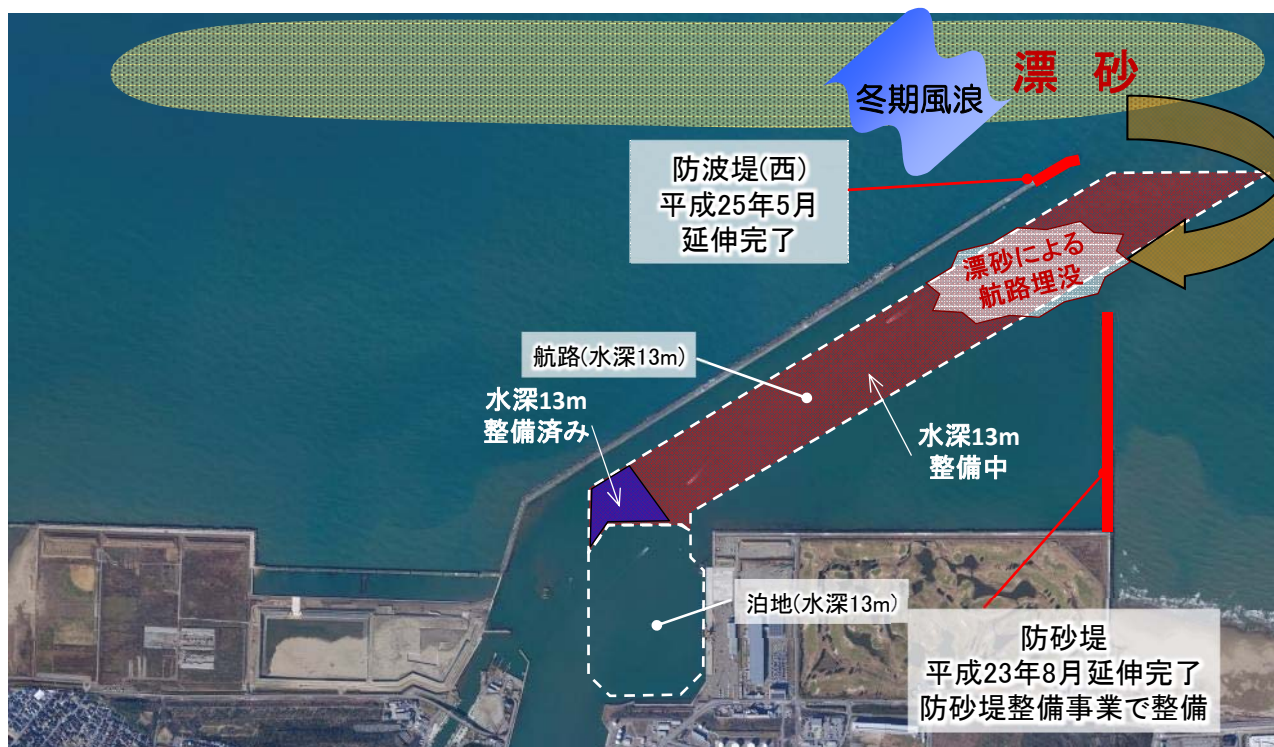 漂 砂
冬期風浪
防波堤(西)
平成25年5月
延伸完了
漂砂による
航路埋没
航路(水深13m)
水深13m
整備済み
水深13m
整備中
泊地(水深13m)
防砂堤
平成23年8月延伸完了
防砂堤整備事業で整備